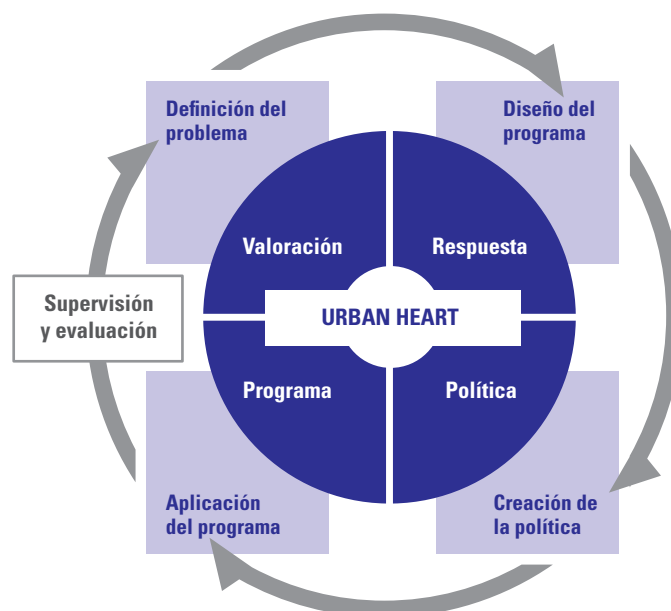 Definición del
problema
Diseño del
programa
Valoración
Respuesta
Supervisión
y evaluación
URBAN HEART
Programa
Política
Aplicación
del programa
Creación de
la política